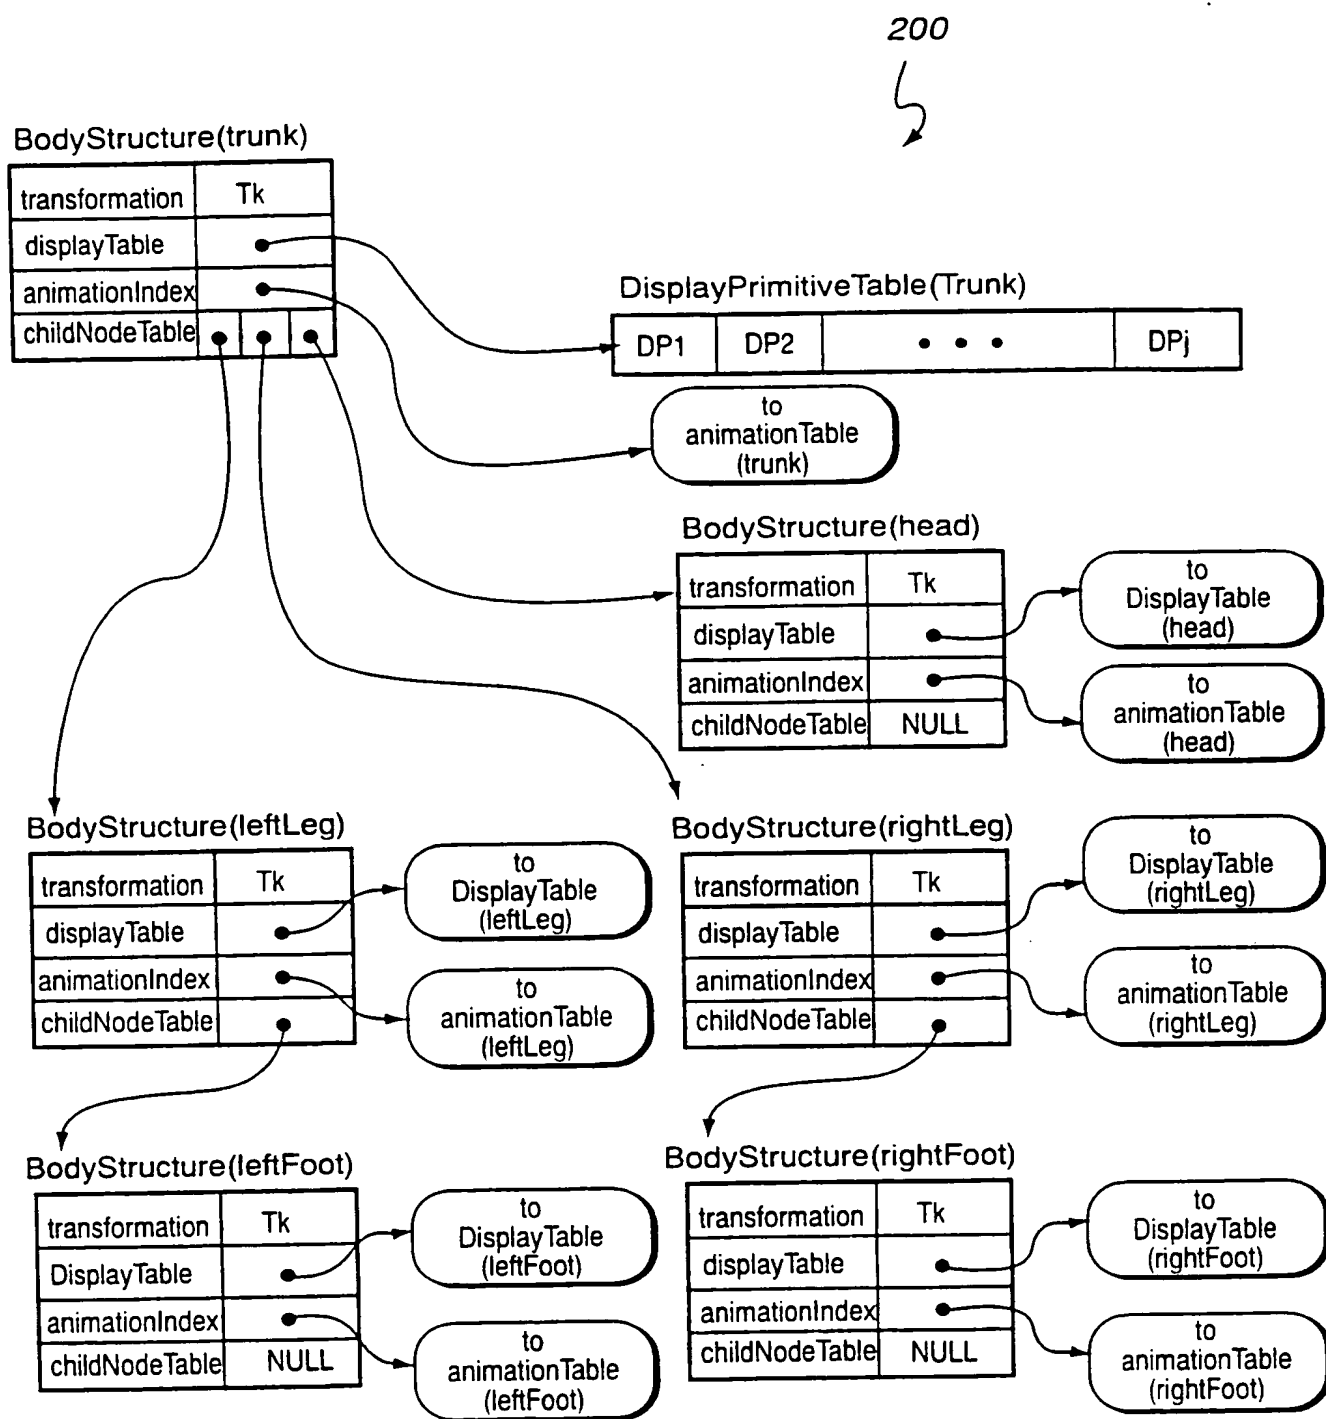 200
BodyStructure(trunk)
transformation Tk
displayTable
animationIndex
childNodeTable
DisplayPrimitiveTable(Trunk)
DP1 DP2 • • • DPj
to
animationTable
(trunk)
BodyStructure(head)
transformation Tk
displayTable
animationIndex
childNodeTable NULL
to
DisplayTable
(head)
to
animationTable
(head)
BodyStructure(leftLeg)
transformation Tk
displayTable
animationIndex
childNodeTable
to
DisplayTable
(leftLeg)
to
animationTable
(leftLeg)
BodyStructure(rightLeg)
transformation Tk
displayTable
animationIndex
childNodeTable
to
DisplayTable
(rightLeg)
to
animationTable
(rightLeg)
BodyStructure(leftFoot)
transformation Tk
DisplayTable
animationIndex
childNodeTable NULL
to
DisplayTable
(leftFoot)
to
animationTable
(leftFoot)
BodyStructure(rightFoot)
transformation Tk
displayTable
animationIndex
childNodeTable NULL
to
DisplayTable
(rightFoot)
to
animationTable
(rightFoot)